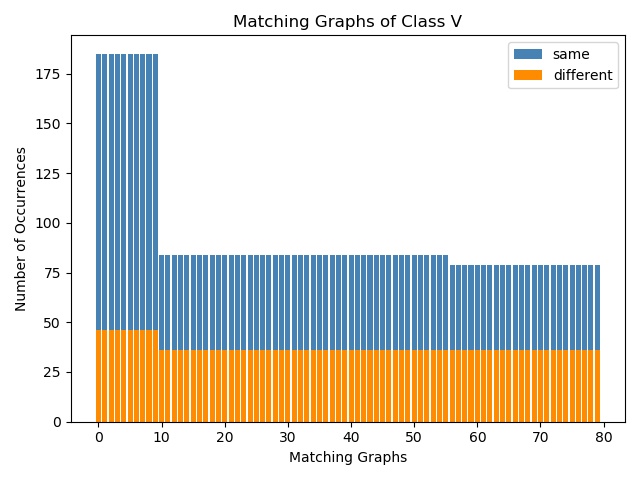 Matching Graphs of Class V
same
different
Number of Occurrences
175
150
125
100
75
50
25
0
0 10 20 30 40 50 60 70 80
Matching Graphs